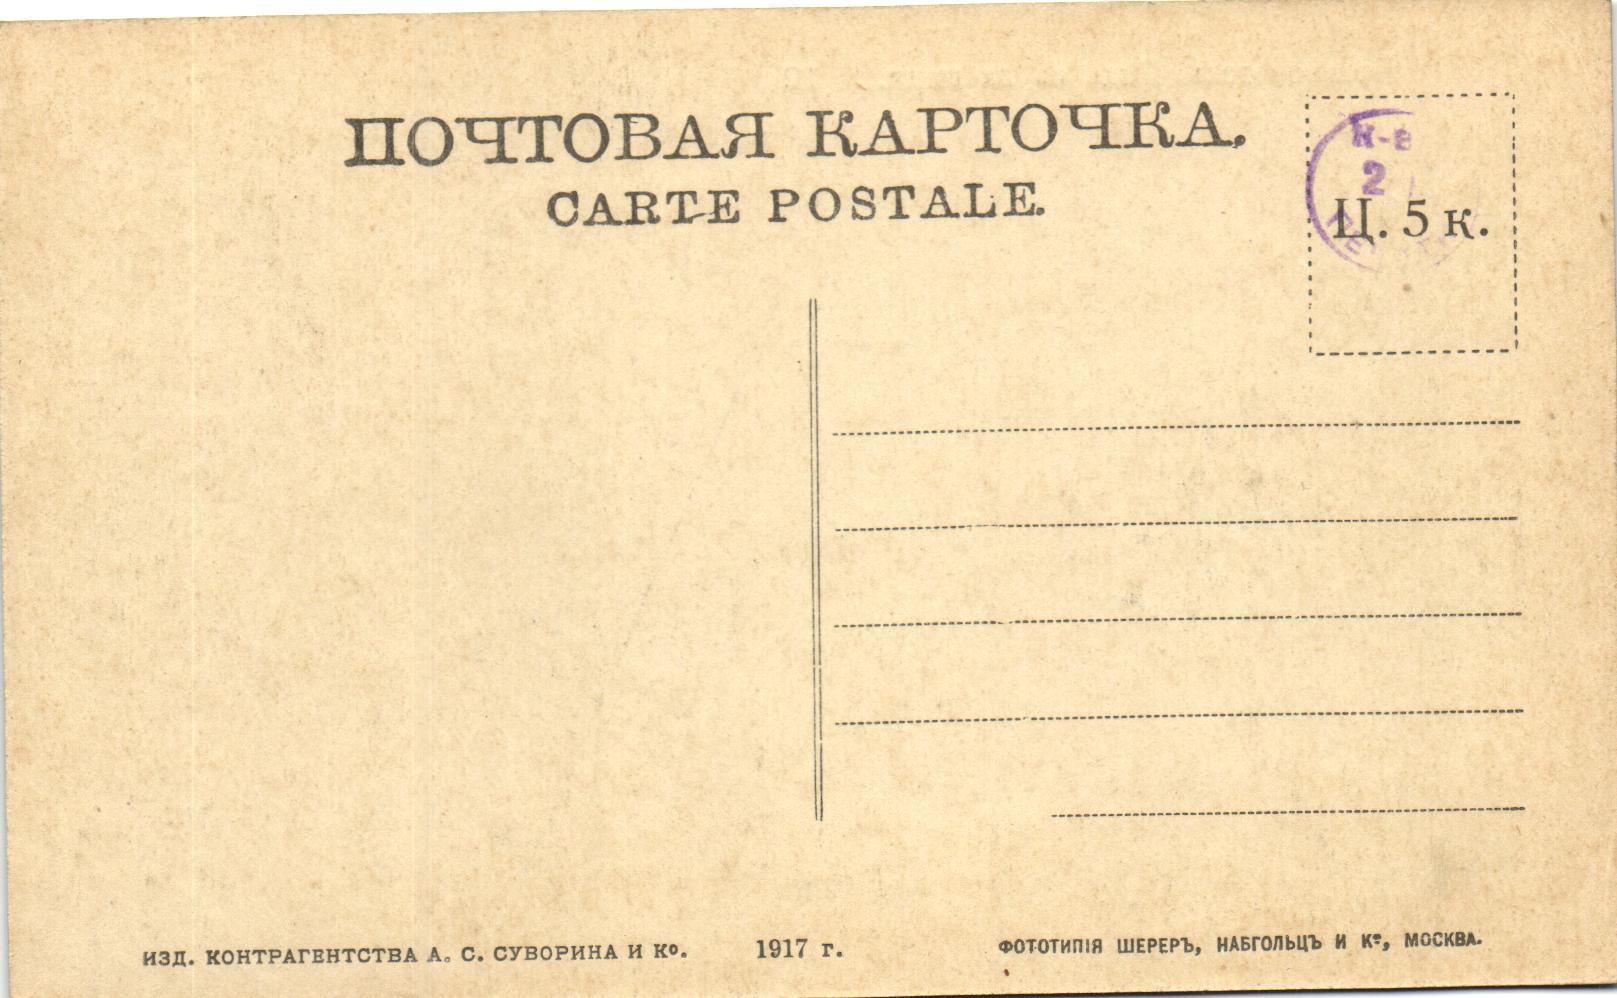 ПОЧТОВАЯ КАРТОЧКА.
CARTE POSTALE.
К-В
2
Ц. 5 к.
ИЗД. КОНТРАГЕНТСТВА А. С. СУВОРИНА И Ко. 1917 г. ФОТОТИПІЯ ШЕРЕРЪ, НАБГОЛЬЦЪ И Ко, МОСКВА.